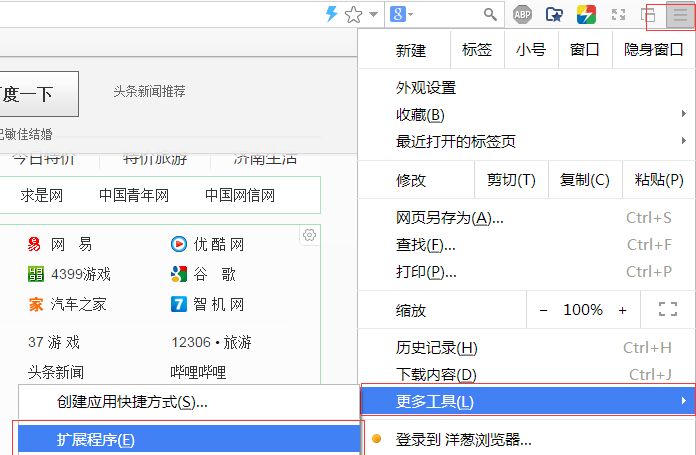 ABP
新建 标签 小号 窗口 隐身窗口
外观设置
收藏(B)
最近打开的标签页
修改 剪切(T) 复制(C) 粘贴(P)
网页另存为(A)... Ctrl+S
查找(F)... Ctrl+F
打印(P)... Ctrl+P
缩放 − 100% +
历史记录(H) Ctrl+H
下载内容(D) Ctrl+J
更多工具(L)
登录到 洋葱浏览器...
度一下 头条新闻推荐
敏佳结婚
今日特价 特价旅游 济南生活
求是网 中国青年网 中国网信网
网 易 优酷网
4399游戏 谷 歌
汽车之家 智机网
37 游 戏 12306 • 旅游
头条新闻 哔哩哔哩
创建应用快捷方式(S)...
扩展程序(E)